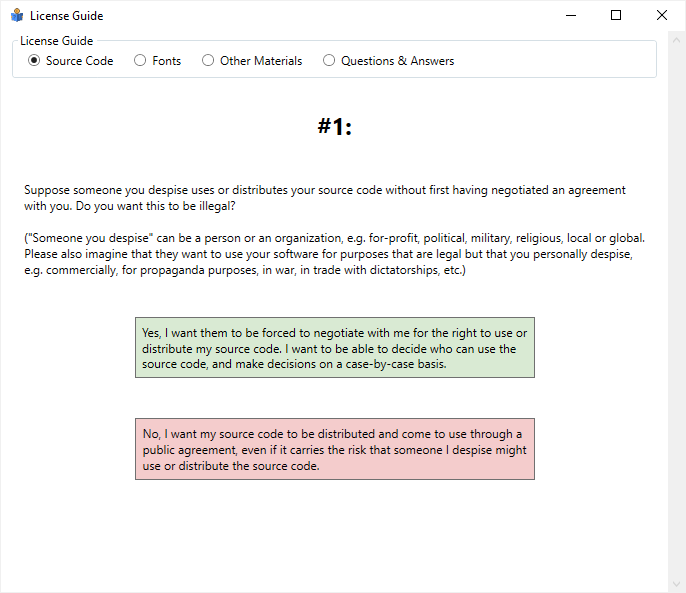 License Guide
License Guide
Source Code Fonts Other Materials Questions & Answers
#1:
Suppose someone you despise uses or distributes your source code without first having negotiated an agreement
with you. Do you want this to be illegal?
("Someone you despise" can be a person or an organization, e.g. for-profit, political, military, religious, local or global.
Please also imagine that they want to use your software for purposes that are legal but that you personally despise,
e.g. commercially, for propaganda purposes, in war, in trade with dictatorships, etc.)
Yes, I want them to be forced to negotiate with me for the right to use or
distribute my source code. I want to be able to decide who can use the
source code, and make decisions on a case-by-case basis.
No, I want my source code to be distributed and come to use through a
public agreement, even if it carries the risk that someone I despise might
use or distribute the source code.